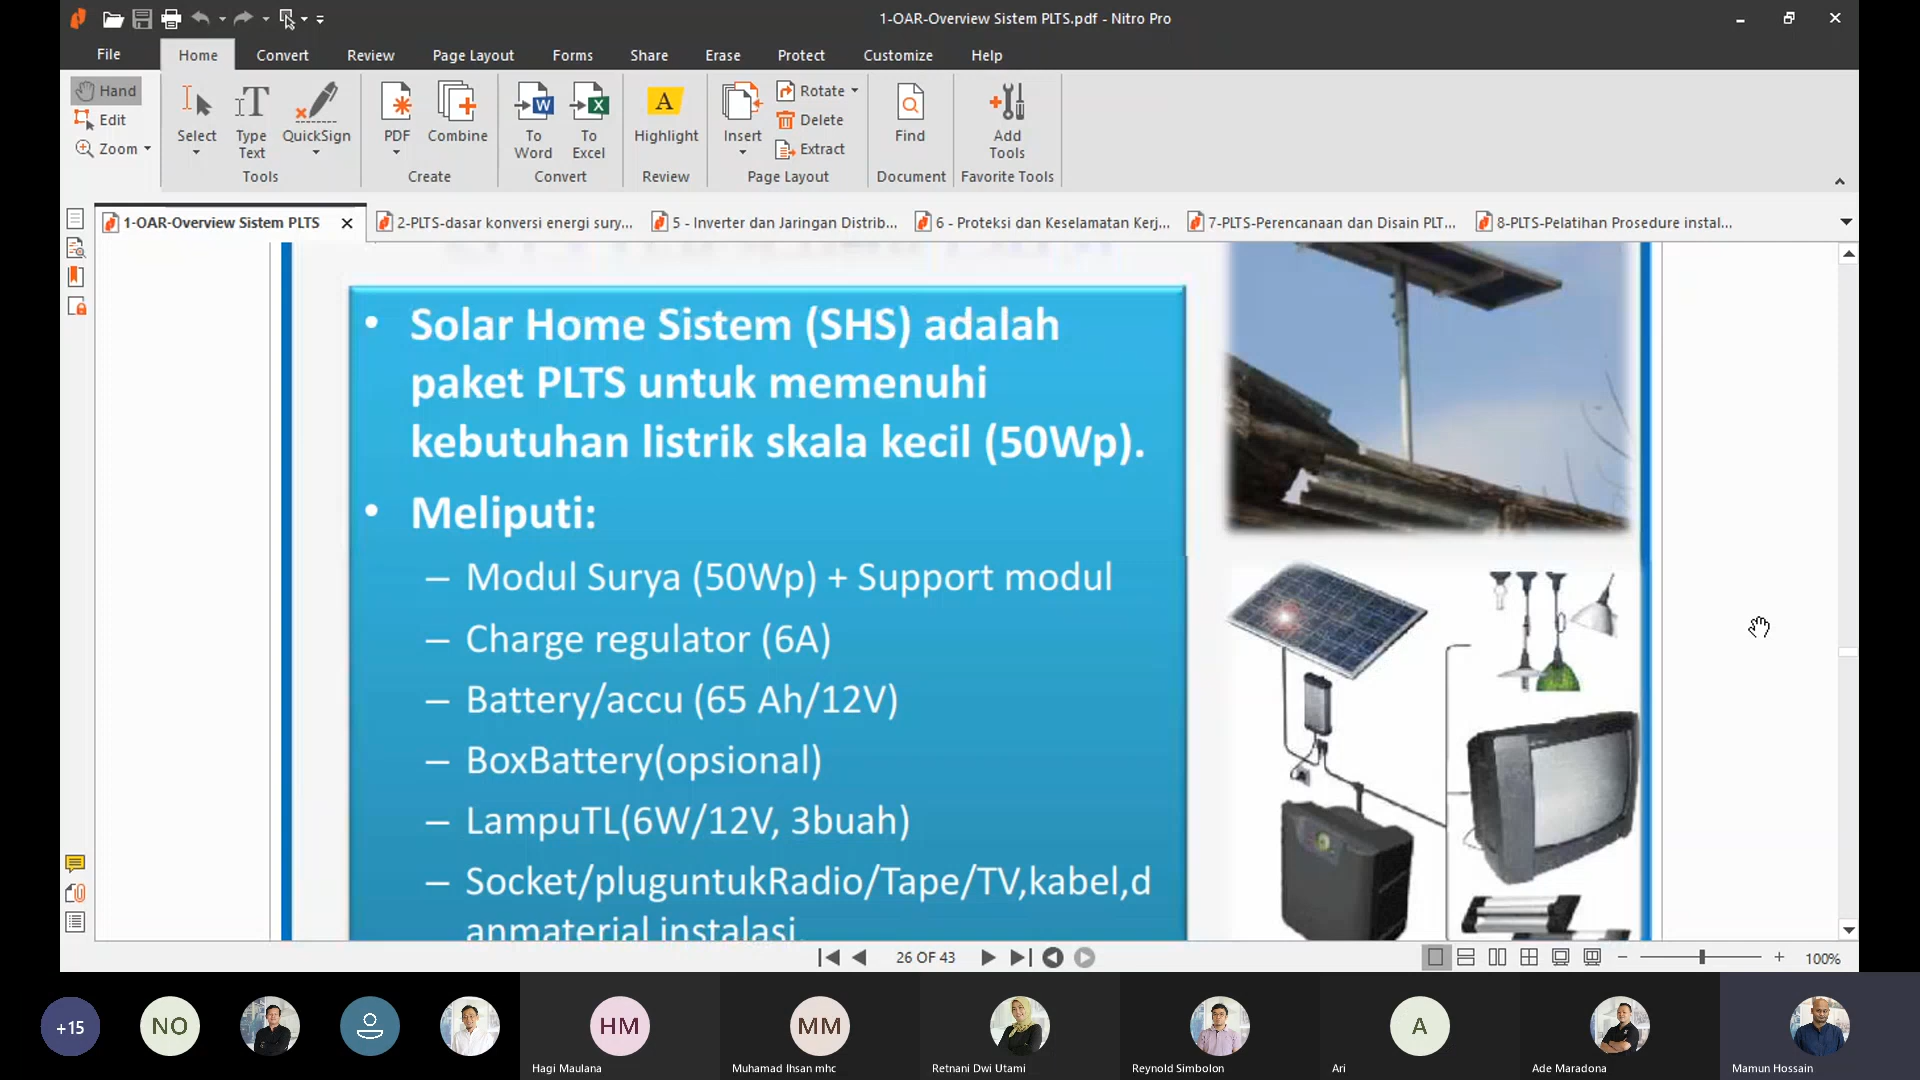 1-OAR-Overview Sistem PLTS.pdf - Nitro Pro
File
Home
Convert
Review
Page Layout
Forms
Share
Erase
Protect
Customize
Help
Hand
Edit
Zoom
Select
Type
Text
QuickSign
Tools
PDF
Combine
Create
To
Word
To
Excel
Convert
Highlight
Review
Insert
Rotate
Delete
Extract
Page Layout
Find
Document
Add
Tools
Favorite Tools
1-OAR-Overview Sistem PLTS
2-PLTS-dasar konversi energi sury...
5 - Inverter dan Jaringan Distrib...
6 - Proteksi dan Keselamatan Kerj...
7-PLTS-Perencanaan dan Disain PLT...
8-PLTS-Pelatihan Prosedure instal...
• Solar Home Sistem (SHS) adalah
paket PLTS untuk memenuhi
kebutuhan listrik skala kecil (50Wp).
• Meliputi:
– Modul Surya (50Wp) + Support modul
– Charge regulator (6A)
– Battery/accu (65 Ah/12V)
– BoxBattery(opsional)
– LampuTL(6W/12V, 3buah)
– Socket/pluguntukRadio/Tape/TV,kabel,d
anmaterial instalasi.
26 OF 43
100%
+15
NO
HM
Hagi Maulana
MM
Muhamad Ihsan mhc
Retnani Dwi Utami
Reynold Simbolon
A
Ari
Ade Maradona
Mamun Hossain